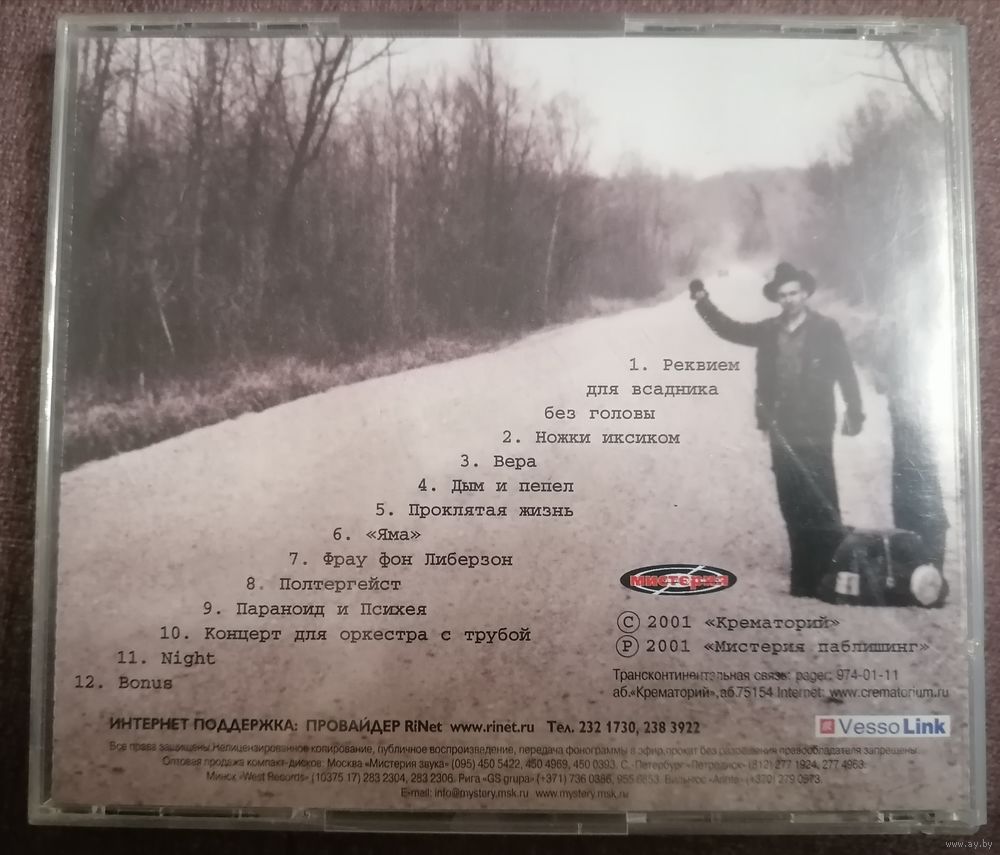 1. Реквием
для всадника
без головы
2. Ножки иксиком
3. Вера
4. Дым и пепел
5. Проклятая жизнь
6. «Яма»
7. Фрау фон Либерзон
8. Полтергейст
9. Параноид и Психея
10. Концерт для оркестра с трубой
11. Night
12. Bonus
мистерия
© 2001 «Крематорий»
℗ 2001 «Мистерия паблишинг»
Трансконтинентальная связь: pager: 974-01-11
аб.«Крематорий», аб.75154 Internet: www.crematorium.ru
ИНТЕРНЕТ ПОДДЕРЖКА: ПРОВАЙДЕР RiNet www.rinet.ru Тел. 232 1730, 238 3922
VessoLink
Все права защищены. Нелицензированное копирование, публичное воспроизведение, передача фонограммы в эфир, прокат без разрешения правообладателя запрещены.
Оптовая продажа компакт-дисков: Москва «Мистерия звука» (095) 450 5422, 450 4969, 450 0393. С.-Петербург «Петродиск» (812) 277 1924, 277 4963.
Минск «West Records» (10375 17) 283 2304, 283 2306. Рига «GS grupa» (+371) 736 0386, Вильнюс (+370)
E-mail: info@mystery.msk.ru www.mystery.msk.ru
www.ay.by